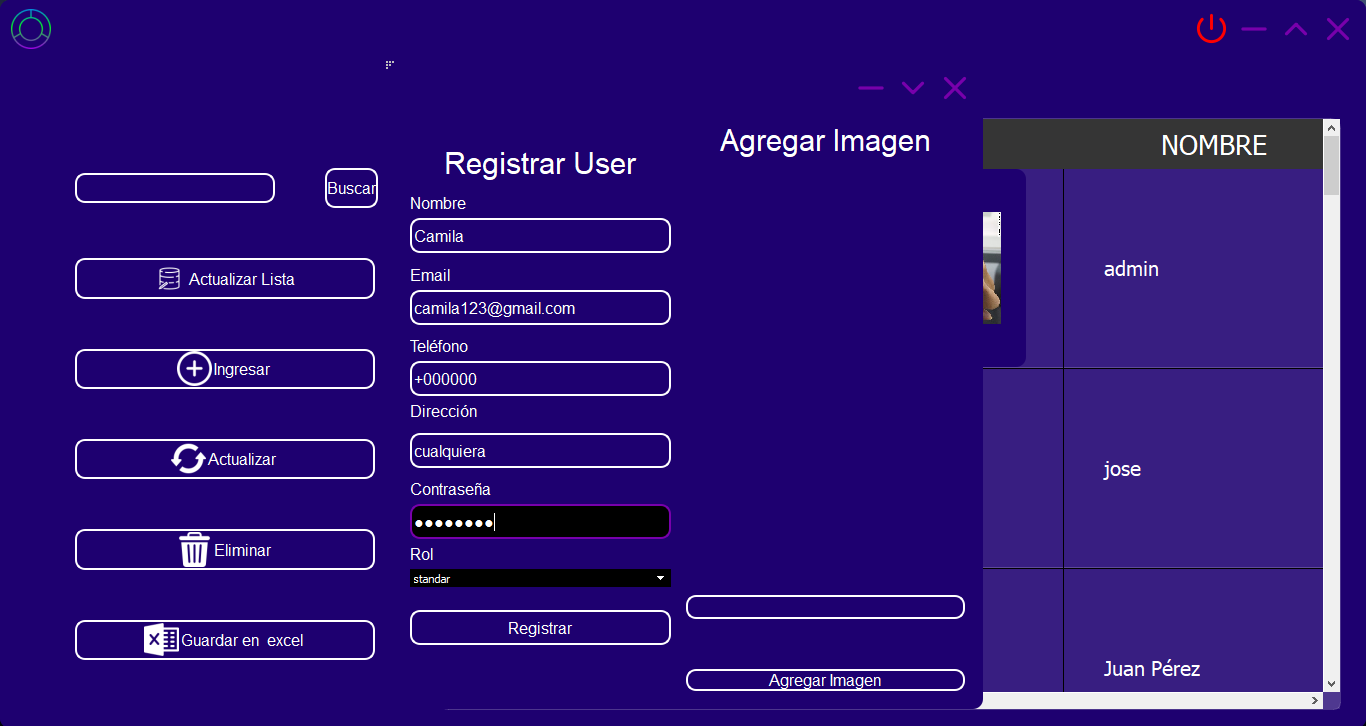 Buscar
Actualizar Lista
Ingresar
Actualizar
Eliminar
X
Guardar en excel
Registrar User
Nombre
Camila
Email
camila123@gmail.com
Teléfono
+000000
Dirección
cualquiera
Contraseña
●●●●●●●●
Rol
standar
Registrar
Agregar Imagen
Agregar Imagen
NOMBRE
admin
jose
Juan Pérez